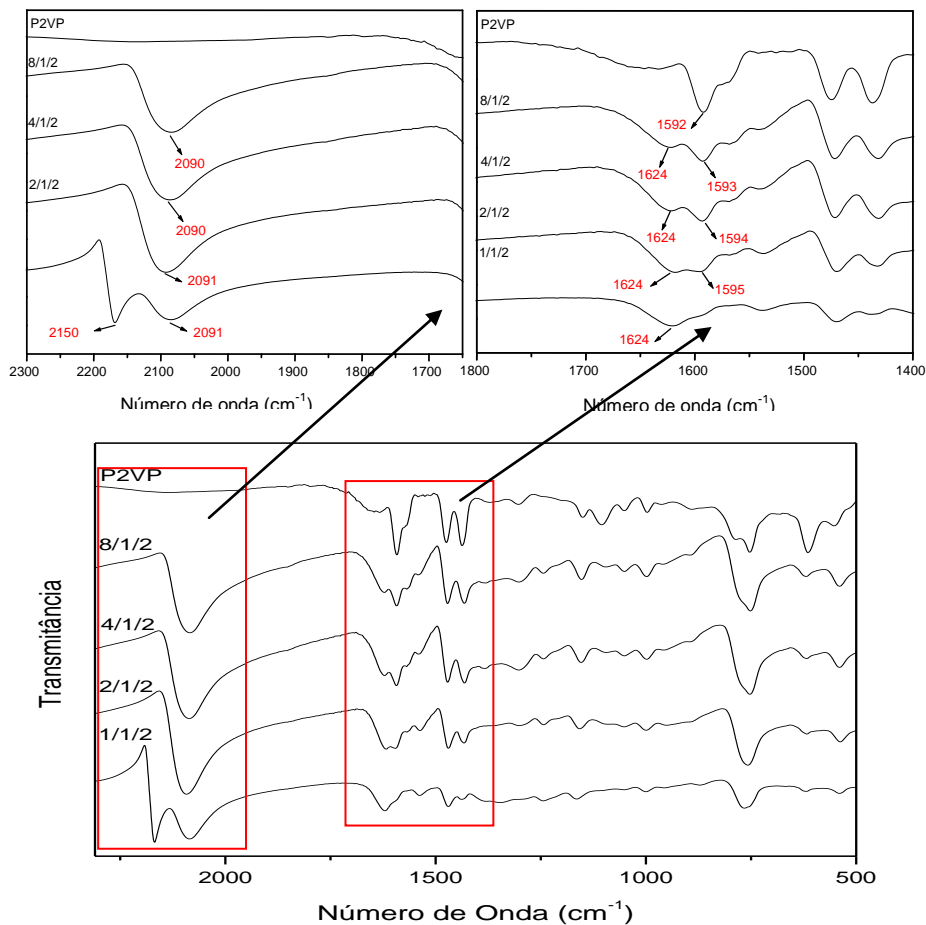 P2VP
8/1/2
4/1/2
2/1/2
2090
2090
2091
2150
2091
2300 2200 2100 2000 1900 1800 1700
Número de onda (cm-1)
P2VP
8/1/2
4/1/2
2/1/2
1/1/2
1592
1624
1593
1624
1594
1624
1595
1624
1800 1700 1600 1500 1400
Número de onda (cm-1)
Transmitância
P2VP
8/1/2
4/1/2
2/1/2
1/1/2
2000 1500 1000 500
Número de Onda (cm-1)